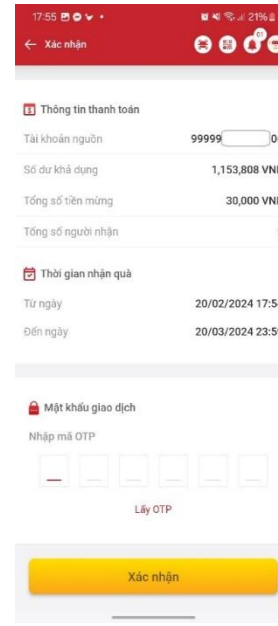 17:55 21%
Xác nhận 01
Thông tin thanh toán
Tài khoản nguồn 99999
Số dư khả dụng 1,153,808 VN
Tổng số tiền mừng 30,000 VN
Tổng số người nhận
Thời gian nhận quà
Từ ngày 20/02/2024 17:5
Đến ngày 20/03/2024 23:5
Mật khẩu giao dịch
Nhập mã OTP
Lấy OTP
Xác nhận